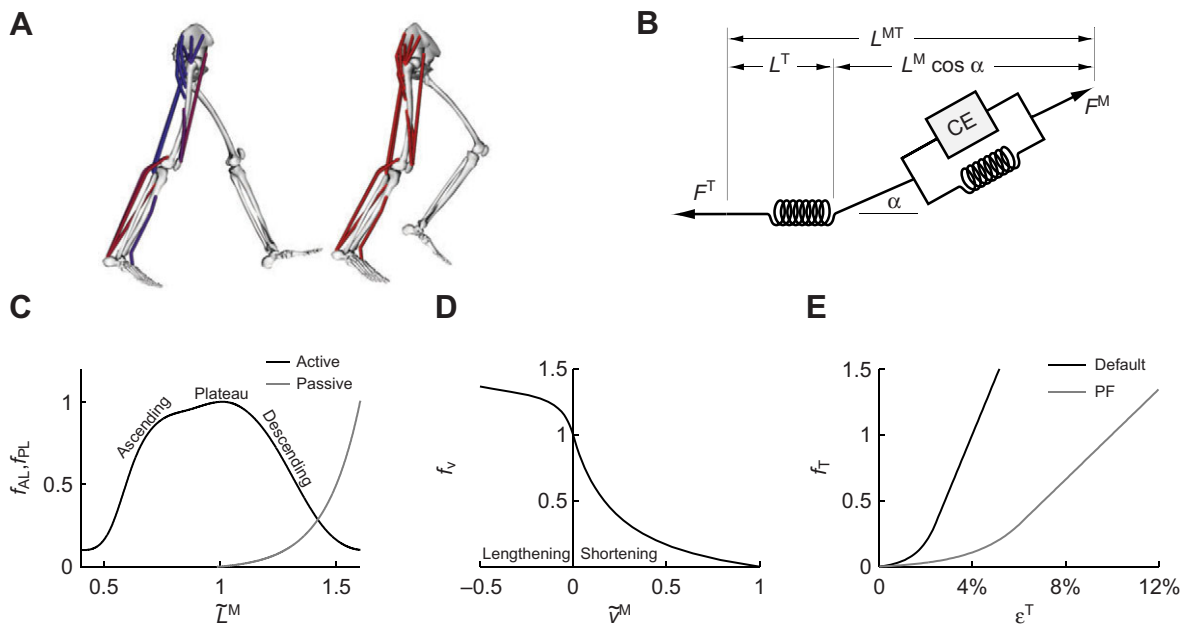 A
B
L^MT
L^T
L^M cos α
CE
F^M
F^T
α
C
Active
Passive
Ascending
Plateau
Descending
f_AL, f_PL
1
0.5
0
0.5
1
1.5
L̃^M
D
1.5
1
0.5
f_v
Lengthening
Shortening
–0.5
0
1
ṽ^M
E
Default
PF
f_T
1.5
1
0.5
0
0
4%
8%
12%
ε^T